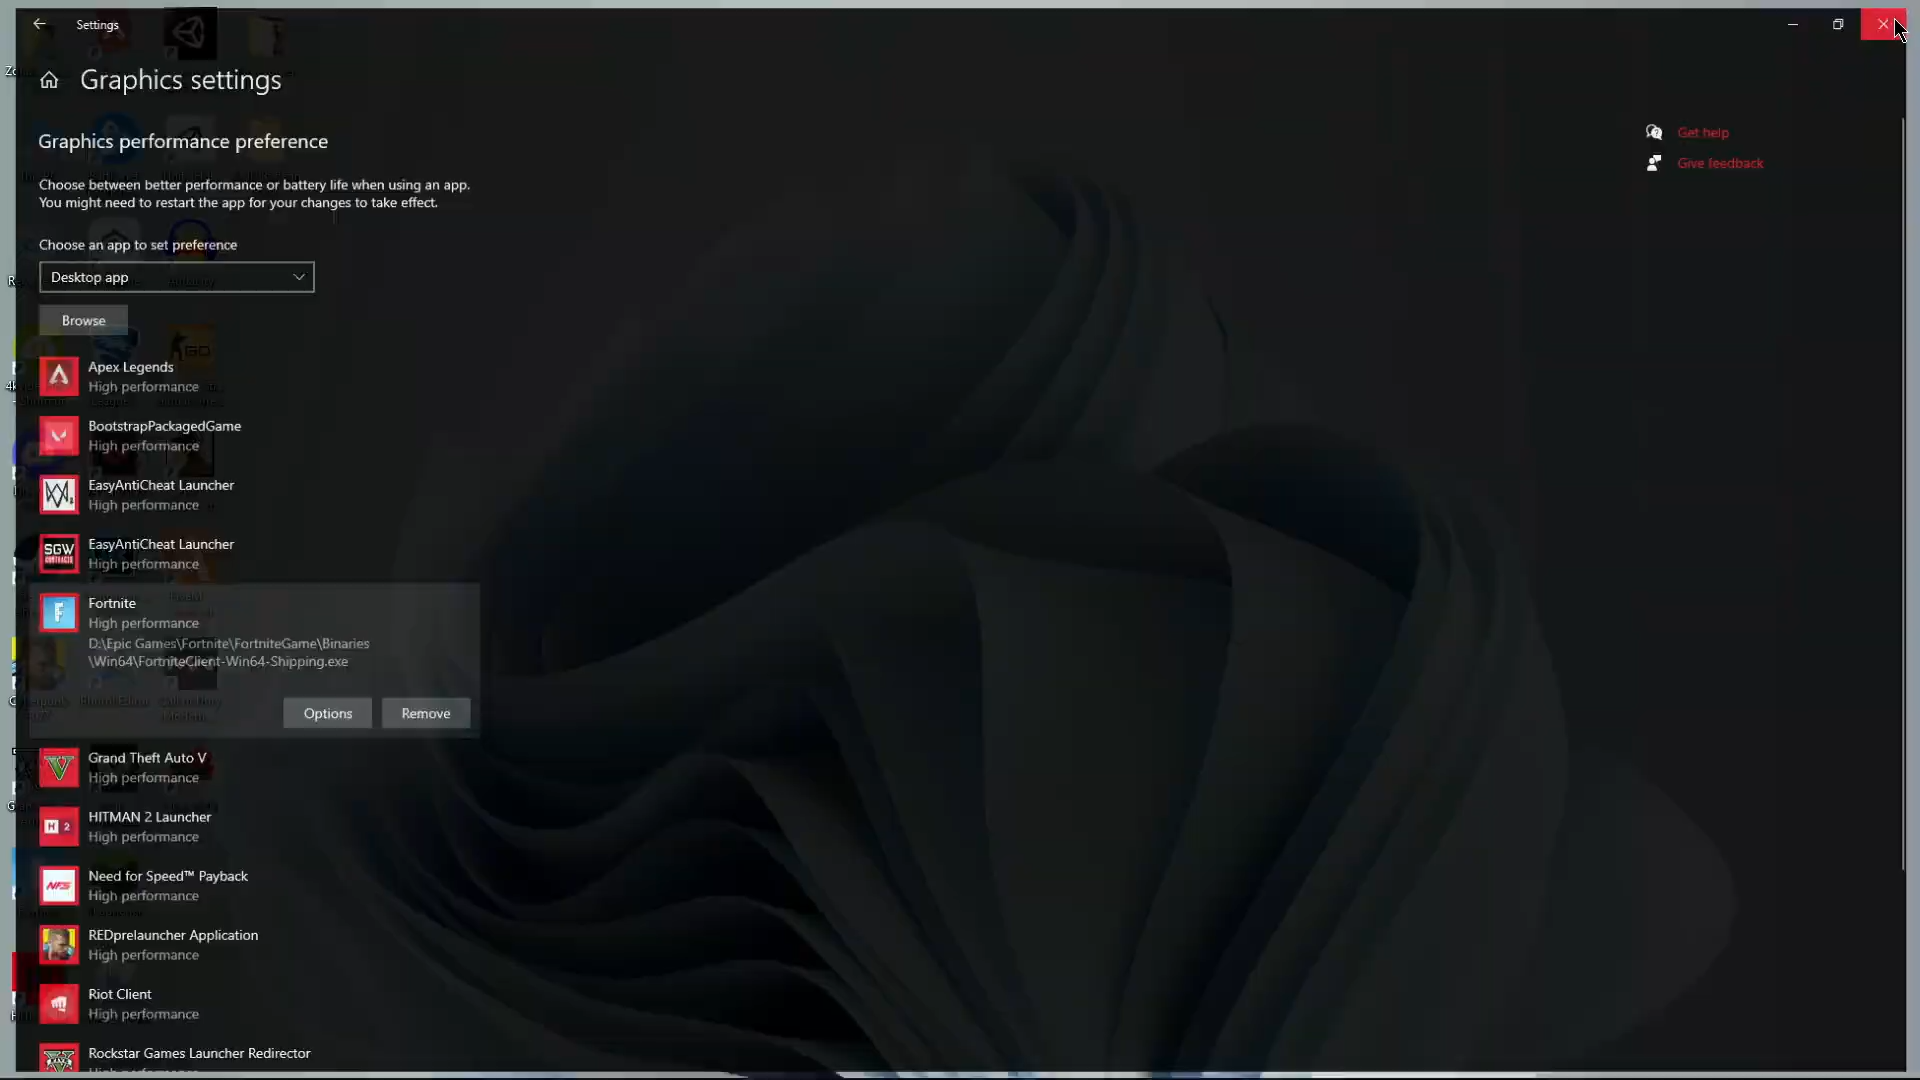 Settings
Graphics settings
Graphics performance preference
Choose between better performance or battery life when using an app.
You might need to restart the app for your changes to take effect.
Choose an app to set preference
Desktop app
Browse
Apex Legends
High performance
BootstrapPackagedGame
High performance
EasyAntiCheat Launcher
High performance
SGW
EasyAntiCheat Launcher
High performance
Fortnite
High performance
D:\Epic Games\Fortnite\FortniteGame\Binaries
\Win64\FortniteClient-Win64-Shipping.exe
Options
Remove
Grand Theft Auto V
High performance
H 2
HITMAN 2 Launcher
High performance
NFS
Need for Speed™ Payback
High performance
REDprelauncher Application
High performance
Riot Client
High performance
Rockstar Games Launcher Redirector
High performance
Get help
Give feedback